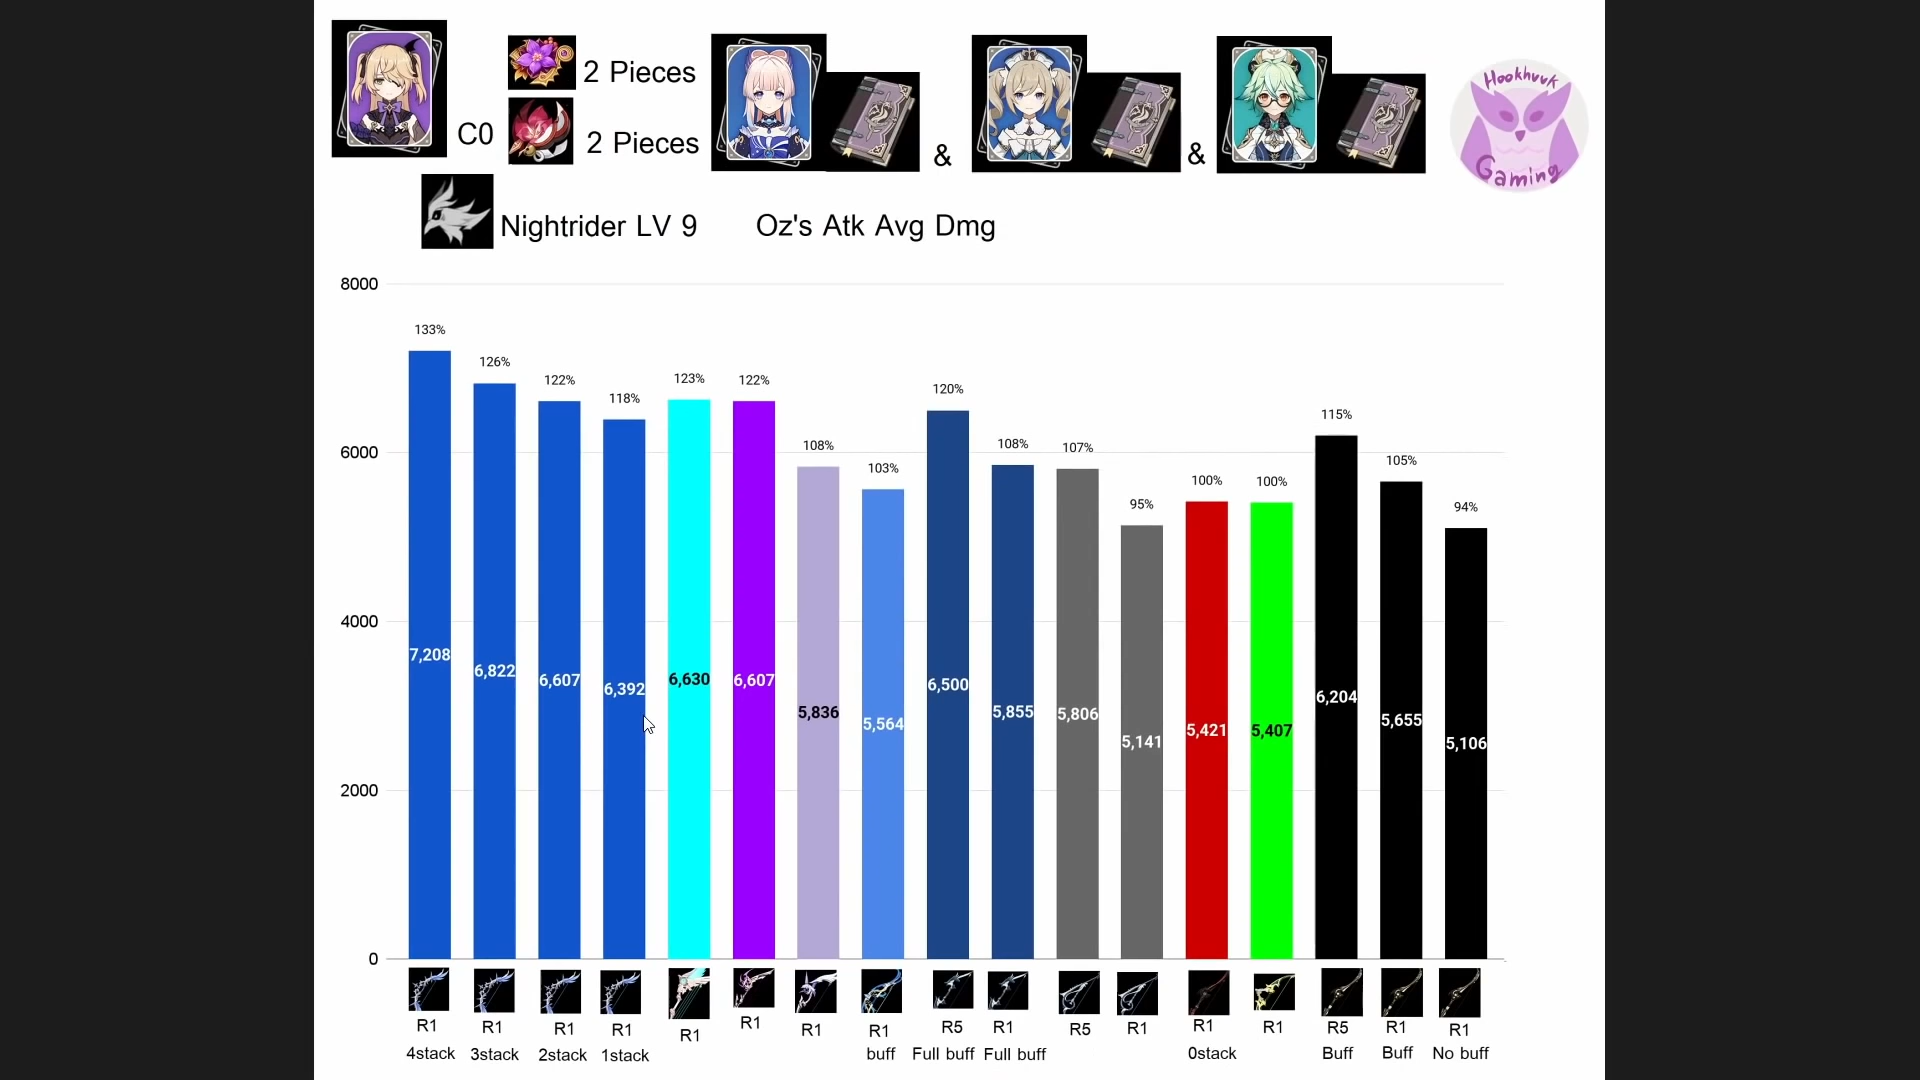 2 Pieces
C0
2 Pieces
&
&
Hookhuuk
Gaming
Nightrider LV 9
Oz's Atk Avg Dmg
8000
6000
4000
2000
0
133%
126%
122%
118%
123%
122%
108%
103%
120%
108%
107%
95%
100%
100%
115%
105%
94%
7,208
6,822
6,607
6,392
6,630
6,607
5,836
5,564
6,500
5,855
5,806
5,141
5,421
5,407
6,204
5,655
5,106
R1
4stack
R1
3stack
R1
2stack
R1
1stack
R1
R1
R1
R1
buff
R5
Full buff
R1
Full buff
R5
R1
R1
0stack
R1
R5
Buff
R1
Buff
R1
No buff